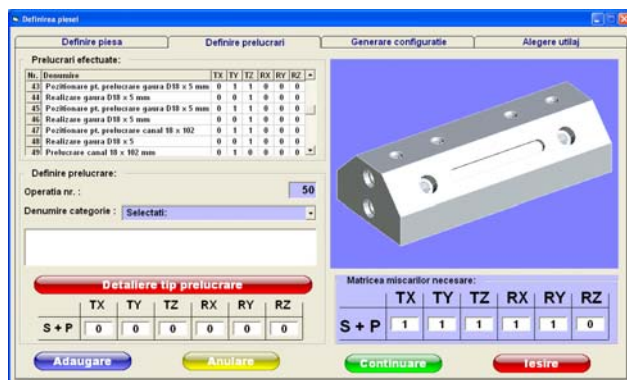 Definirea piesei
Definire piesa
Definire prelucrari
Generare configuratie
Alegere utilaj
Prelucrari efectuate:
Nr. Denumire TX TY TZ RX RY RZ
43 Pozitionare pt. prelucrare gaura D18 x 5 mm 0 1 1 0 0 0
44 Realizare gaura D18 x 5 mm 0 0 1 0 0 0
45 Pozitionare pt. prelucrare gaura D18 x 5 mm 0 1 1 0 0 0
46 Realizare gaura D18 x 5 mm 0 0 1 0 0 0
47 Pozitionare pt. prelucrare canal 18 x 102 0 1 1 0 0 0
48 Realizare gaura D18 x 5 0 0 1 0 0 0
49 Prelucrare canal 18 x 102 mm 0 1 0 0 0 0
Definire prelucrare:
Operatia nr. : 50
Denumire categorie : Selectati:
Detaliere tip prelucrare
TX TY TZ RX RY RZ
S + P 0 0 0 0 0 0
Adaugare
Anulare
Matricea miscarilor necesare:
TX TY TZ RX RY RZ
S + P 1 1 1 1 1 0
Continuare
Iesire